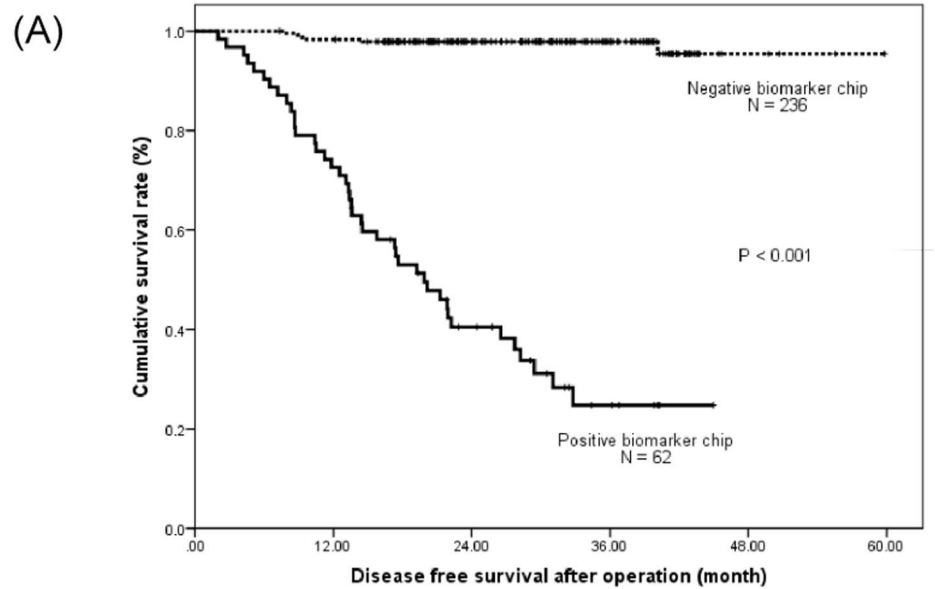 (A)
Cumulative survival rate (%)
1.0
0.8
0.6
0.4
0.2
0.0
Negative biomarker chip
N = 236
P < 0.001
Positive biomarker chip
N = 62
.00
12.00
24.00
36.00
48.00
60.00
Disease free survival after operation (month)